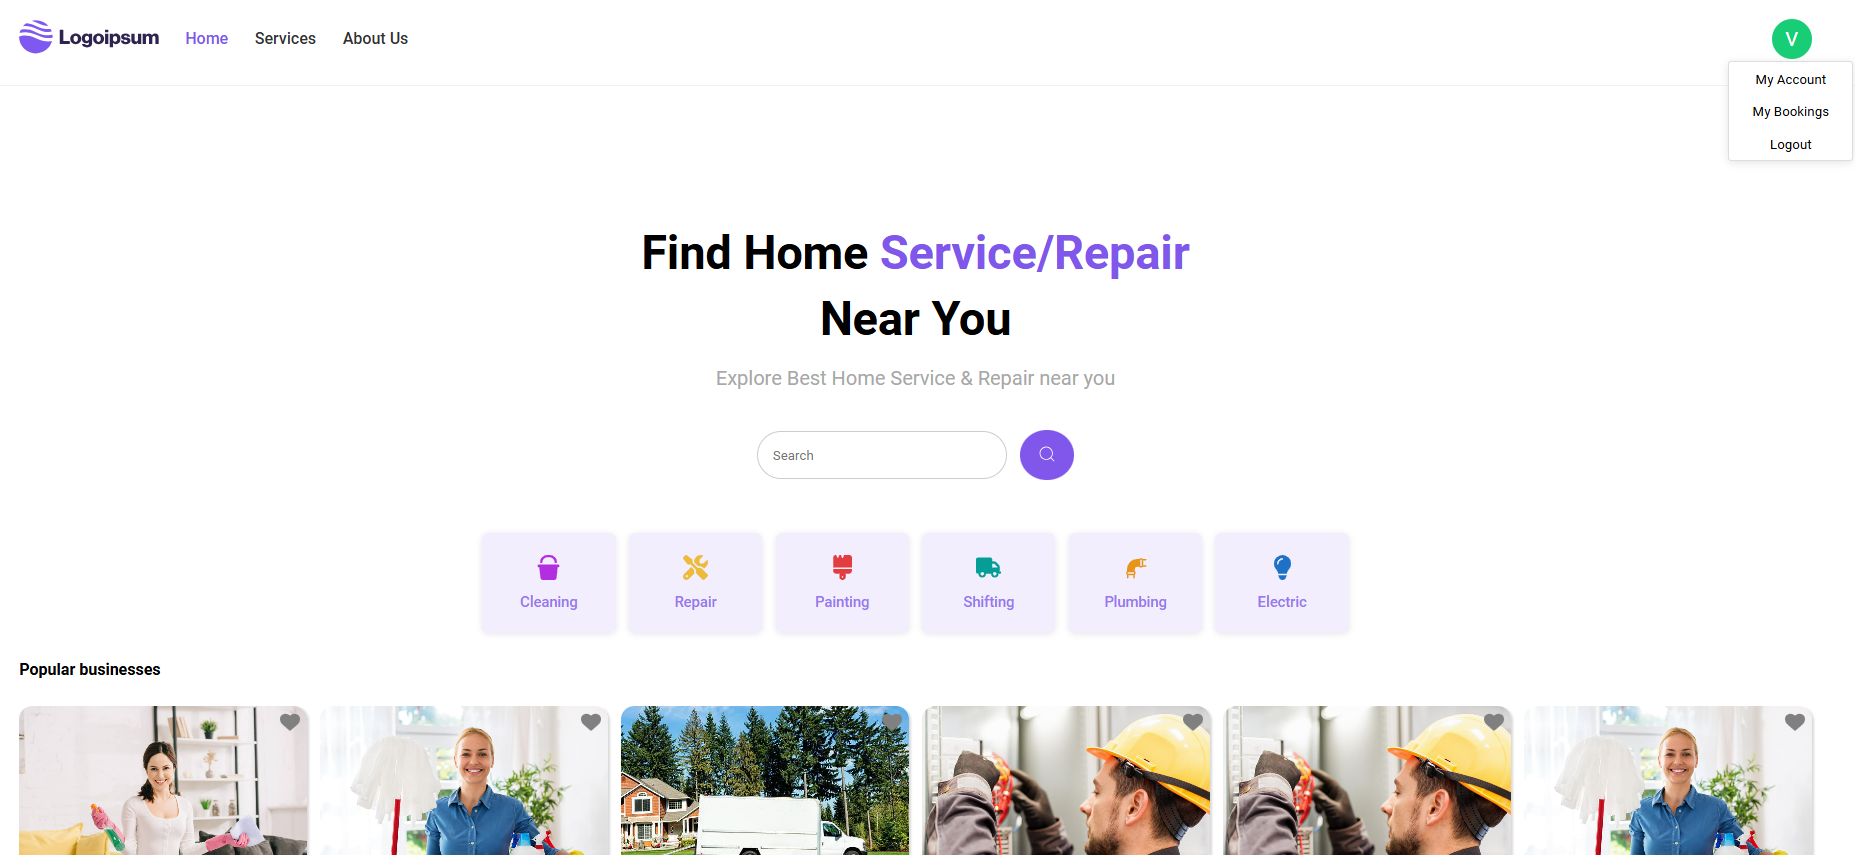 Logoipsum
Home
Services
About Us
V
My Account
My Bookings
Logout
Find Home Service/Repair
Near You
Explore Best Home Service & Repair near you
Search
Cleaning
Repair
Painting
Shifting
Plumbing
Electric
Popular businesses